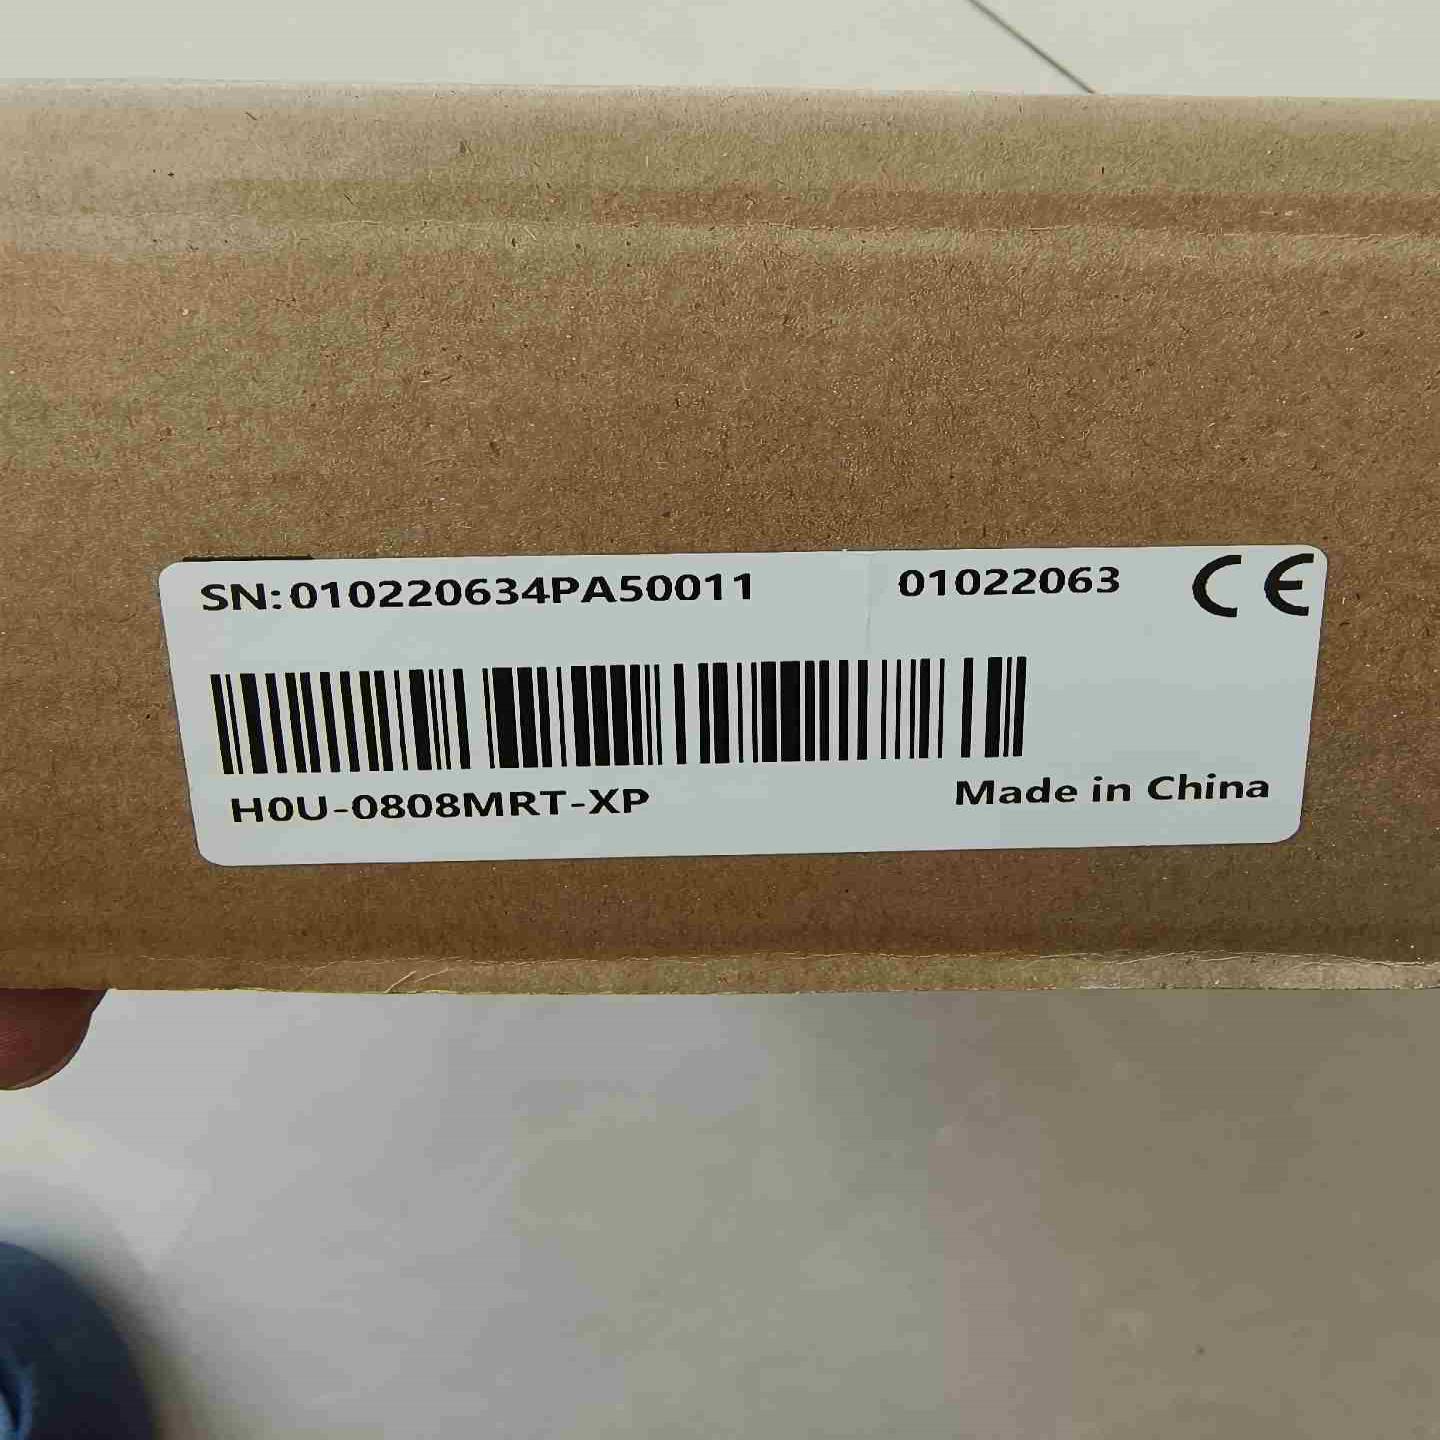 SN:010220634PA50011 01022063 CE
H0U-0808MRT-XP Made in China